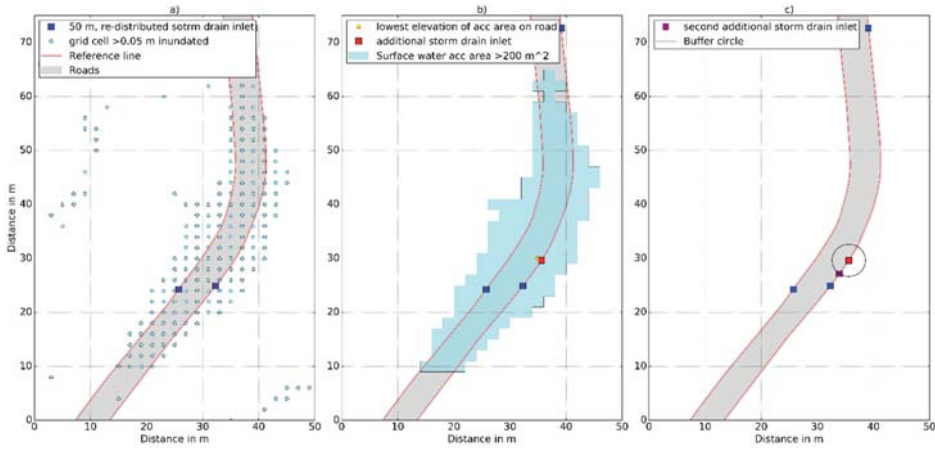 a)
50 m, re-distributed sotrm drain inlet
grid cell >0.05 m inundated
Reference line
Roads
Distance in m
70
60
50
40
30
20
10
0
0 10 20 30 40 50
Distance in m
b)
lowest elevation of acc area on road
additional storm drain inlet
Surface water acc area >200 m^2
70
60
50
40
30
20
10
0
0 10 20 30 40 50
Distance in m
c)
second additional storm drain inlet
Buffer circle
70
60
50
40
30
20
10
0
0 10 20 30 40 50
Distance in m